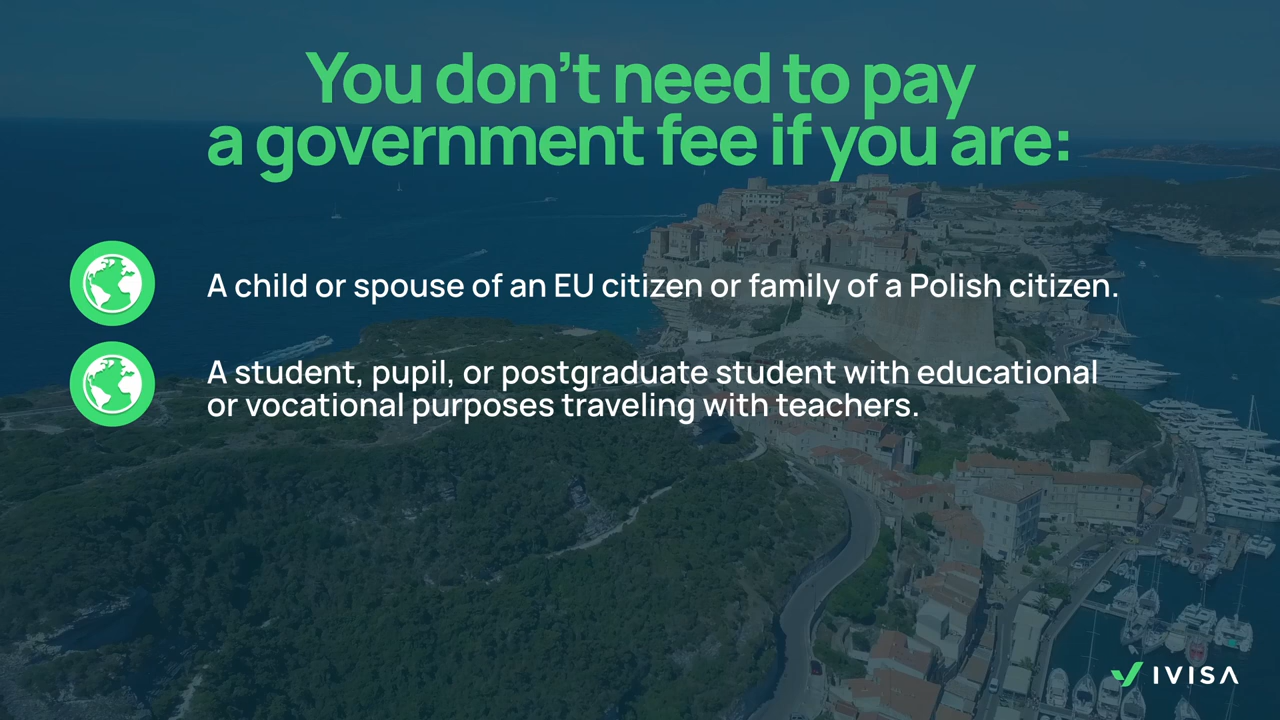 You don’t need to pay
a government fee if you are:
A child or spouse of an EU citizen or family of a Polish citizen.
A student, pupil, or postgraduate student with educational
or vocational purposes traveling with teachers.
IVISA